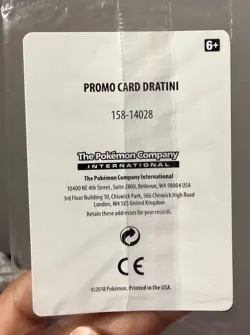 6+
PROMO CARD DRATINI
158-14028
The Pokémon Company
INTERNATIONAL
The Pokémon Company International
10400 NE 4th Street, Suite 2800, Bellevue, WA 98004 USA
3rd Floor Building 10, Chiswick Park, 566 Chiswick High Road
London, W4 5XS United Kingdom
Retain these addresses for your records.
CE
©2018 Pokémon. Printed in the USA.